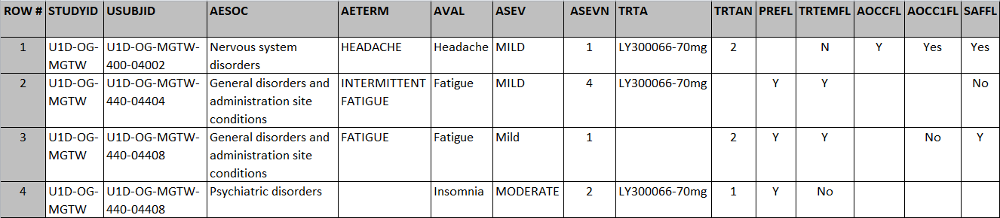 ROW # STUDYID USUBJID AESOC AETERM AVAL ASEV ASEVN TRTA TRTAN PREFL TRTEMFL AOCCFL AOCC1FL SAFFL
1 U1D-OG- U1D-OG-MGTW- Nervous system HEADACHE Headache MILD 1 LY300066-70mg 2 N Y Yes Yes
MGTW 400-04002 disorders
2 U1D-OG- U1D-OG-MGTW- General disorders and INTERMITTENT Fatigue MILD 4 LY300066-70mg Y Y No
MGTW 440-04404 administration site FATIGUE
conditions
3 U1D-OG- U1D-OG-MGTW- General disorders and FATIGUE Fatigue Mild 1 2 Y Y No Y
MGTW 440-04408 administration site
conditions
4 U1D-OG- U1D-OG-MGTW- Psychiatric disorders Insomnia MODERATE 2 LY300066-70mg 1 Y No
MGTW 440-04408